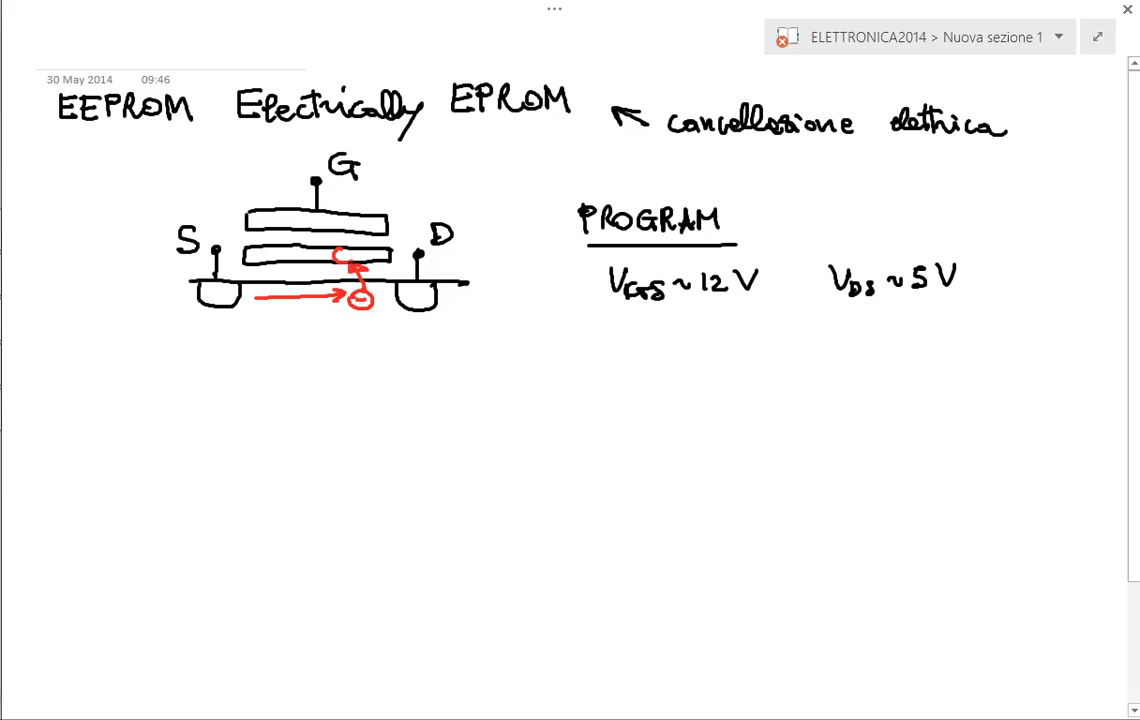 ELETTRONICA2014 > Nuova sezione 1
30 May 2014 09:46
EEPROM Electrically EPROM ← cancellazione elettrica
G
S D
PROGRAM
VGS ~ 12 V VDS ~ 5 V